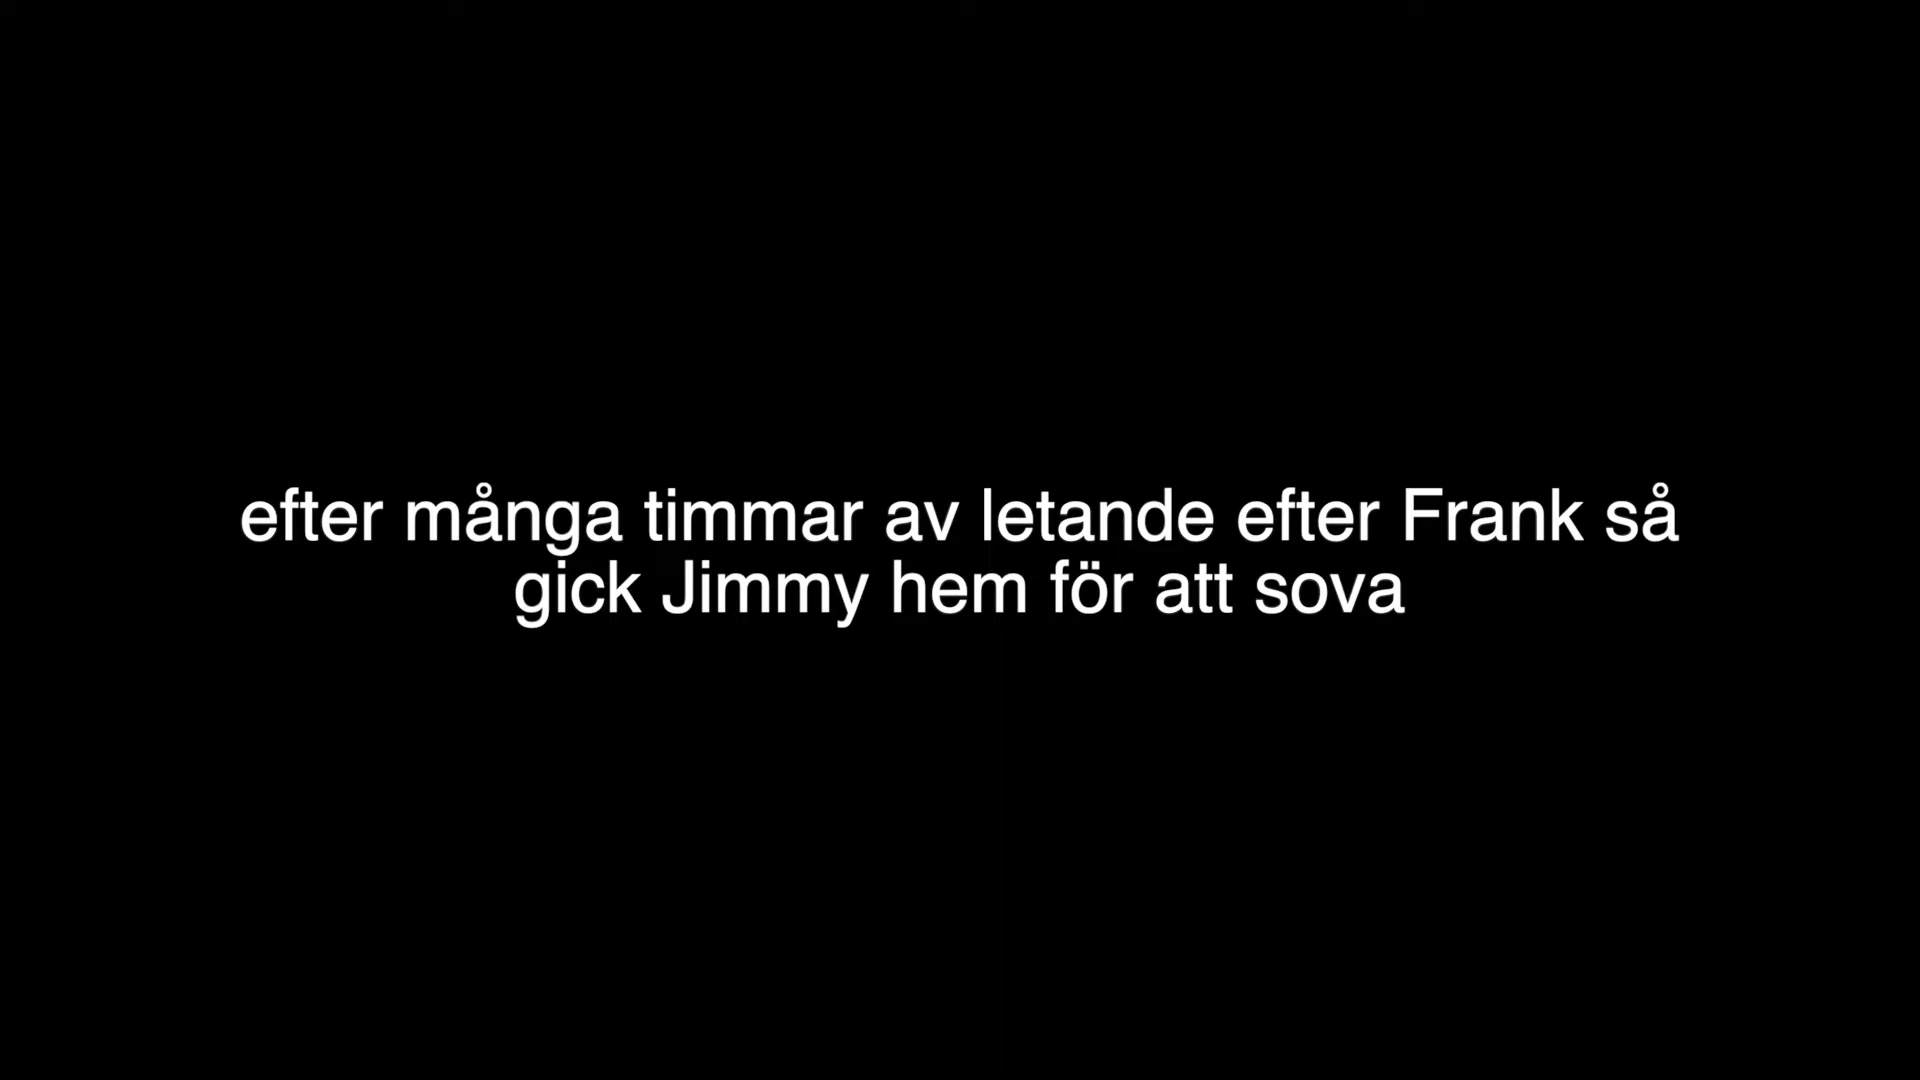 efter många timmar av letande efter Frank så
gick Jimmy hem för att sova